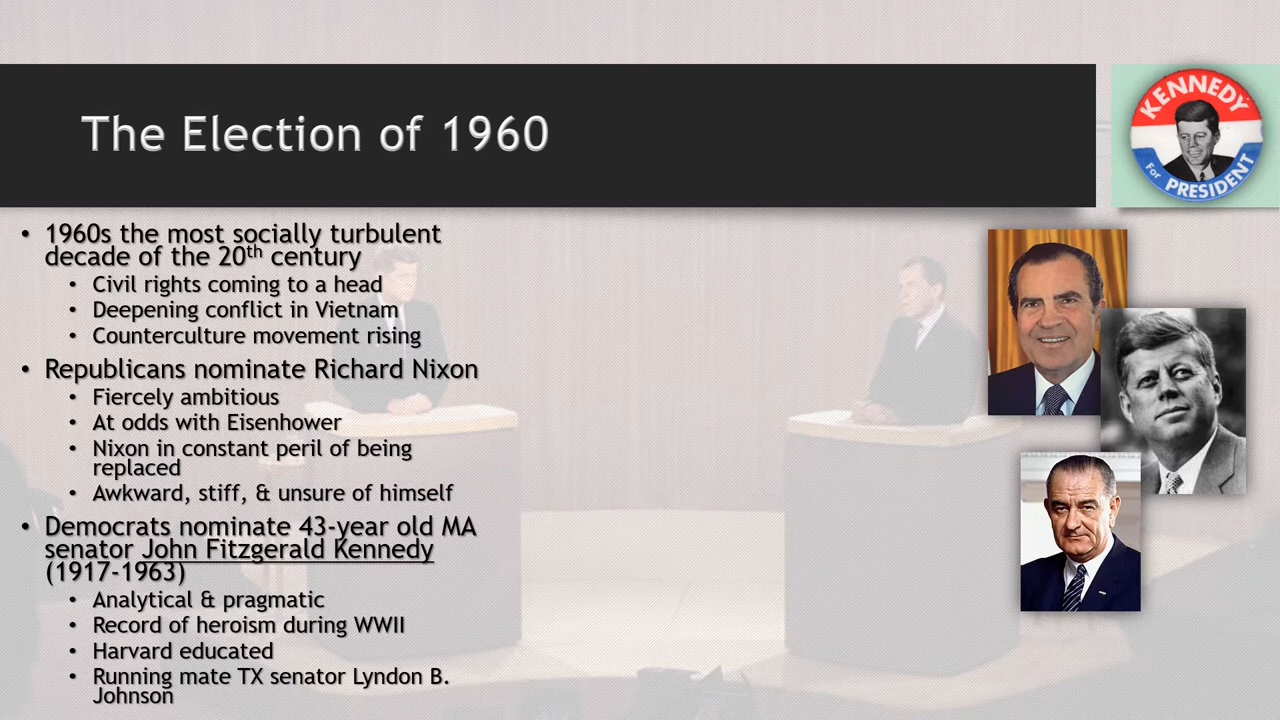 The Election of 1960
KENNEDY
For PRESIDENT
• 1960s the most socially turbulent
decade of the 20th century
• Civil rights coming to a head
• Deepening conflict in Vietnam
• Counterculture movement rising
• Republicans nominate Richard Nixon
• Fiercely ambitious
• At odds with Eisenhower
• Nixon in constant peril of being
replaced
• Awkward, stiff, & unsure of himself
• Democrats nominate 43-year old MA
senator John Fitzgerald Kennedy
(1917-1963)
• Analytical & pragmatic
• Record of heroism during WWII
• Harvard educated
• Running mate TX senator Lyndon B.
Johnson